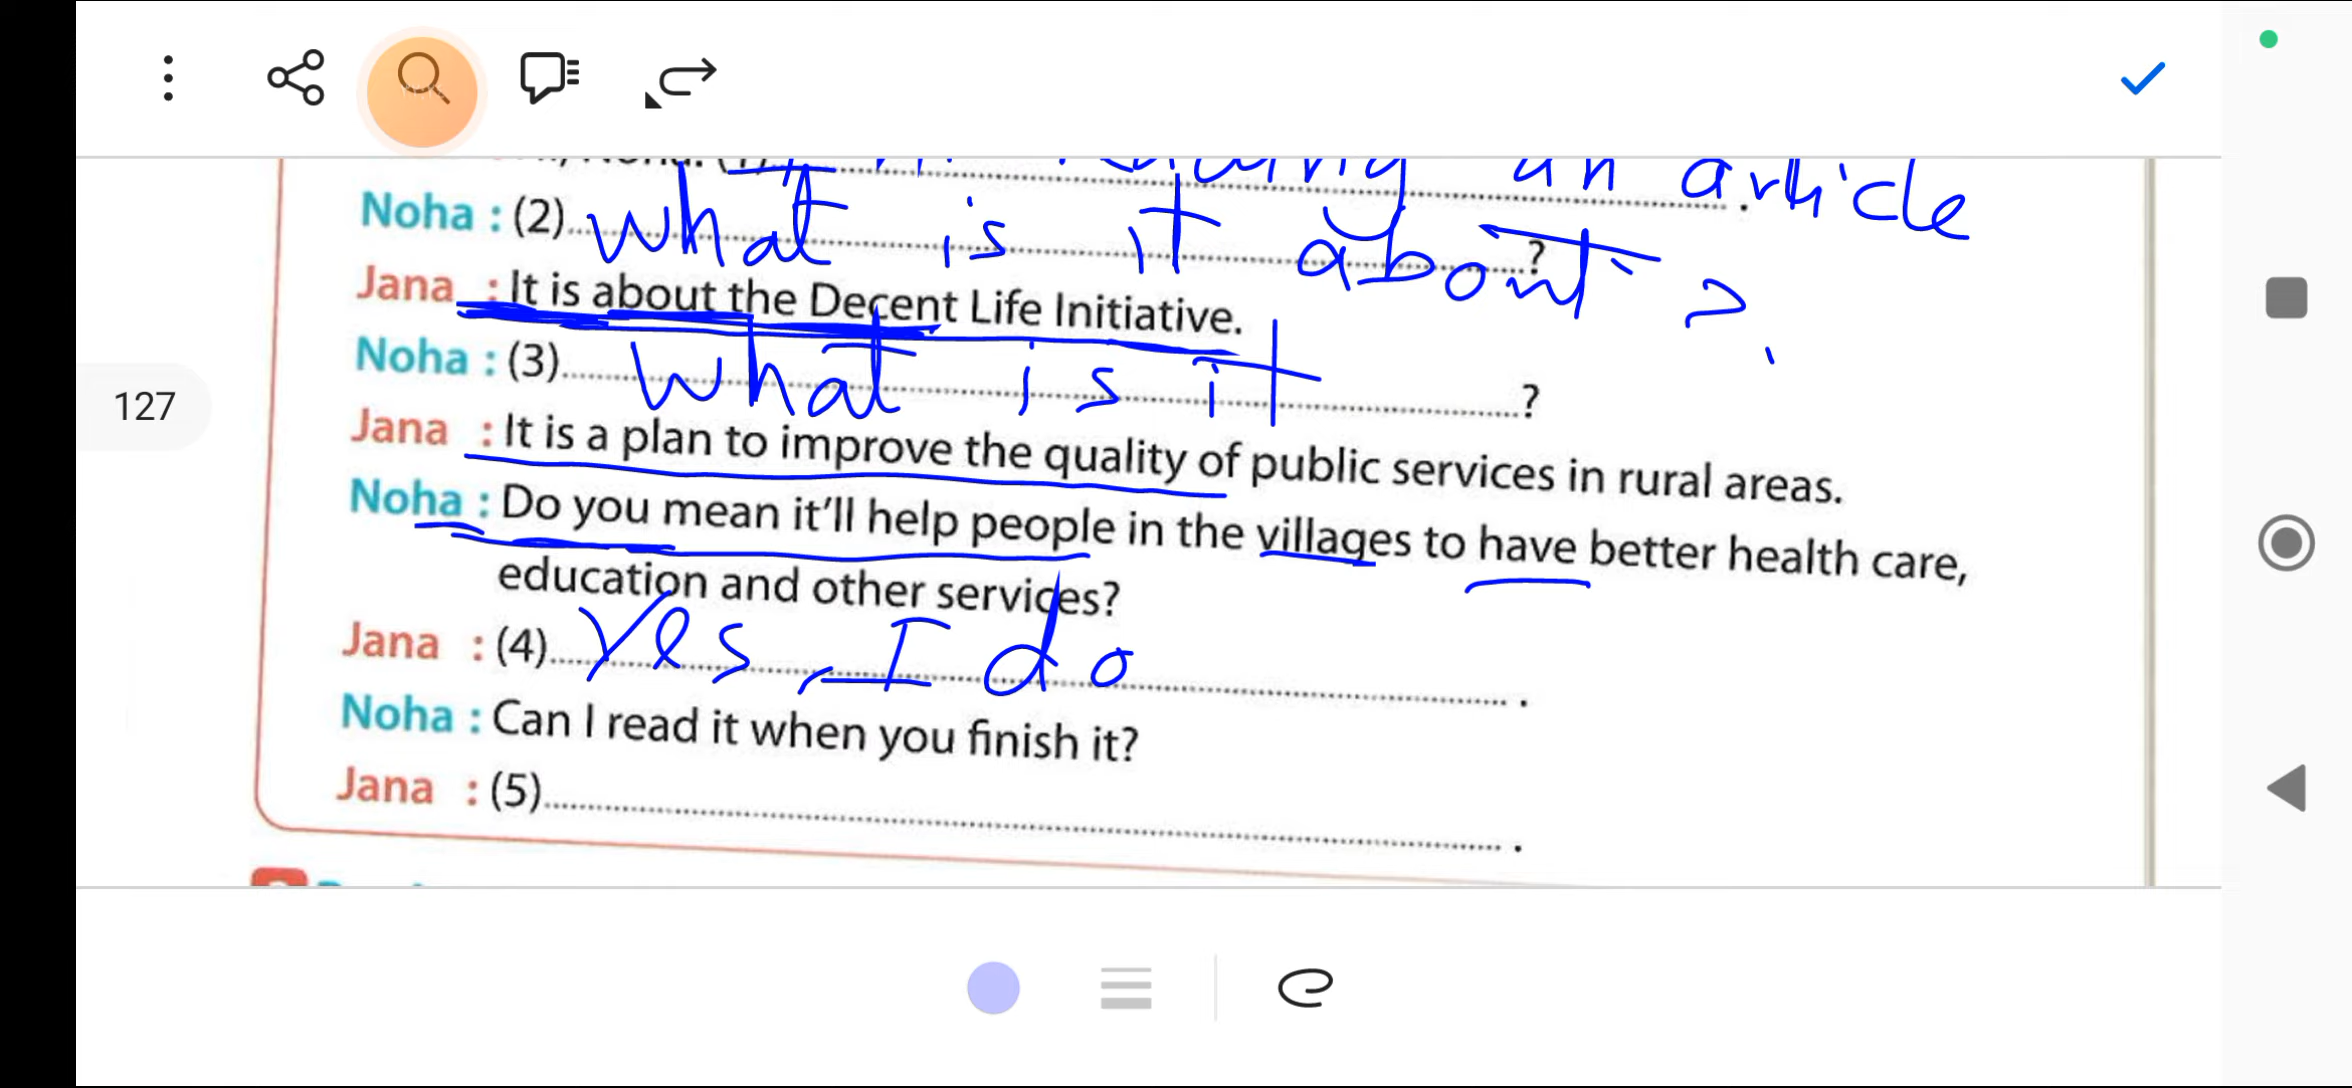 an article
Noha : (2) What is it about ?
?
Jana : It is about the Decent Life Initiative.
Noha : (3) What is it ?
127
Jana : It is a plan to improve the quality of public services in rural areas.
Noha : Do you mean it'll help people in the villages to have better health care,
education and other services?
Jana : (4) Yes, I do .
Noha : Can I read it when you finish it?
Jana : (5) .